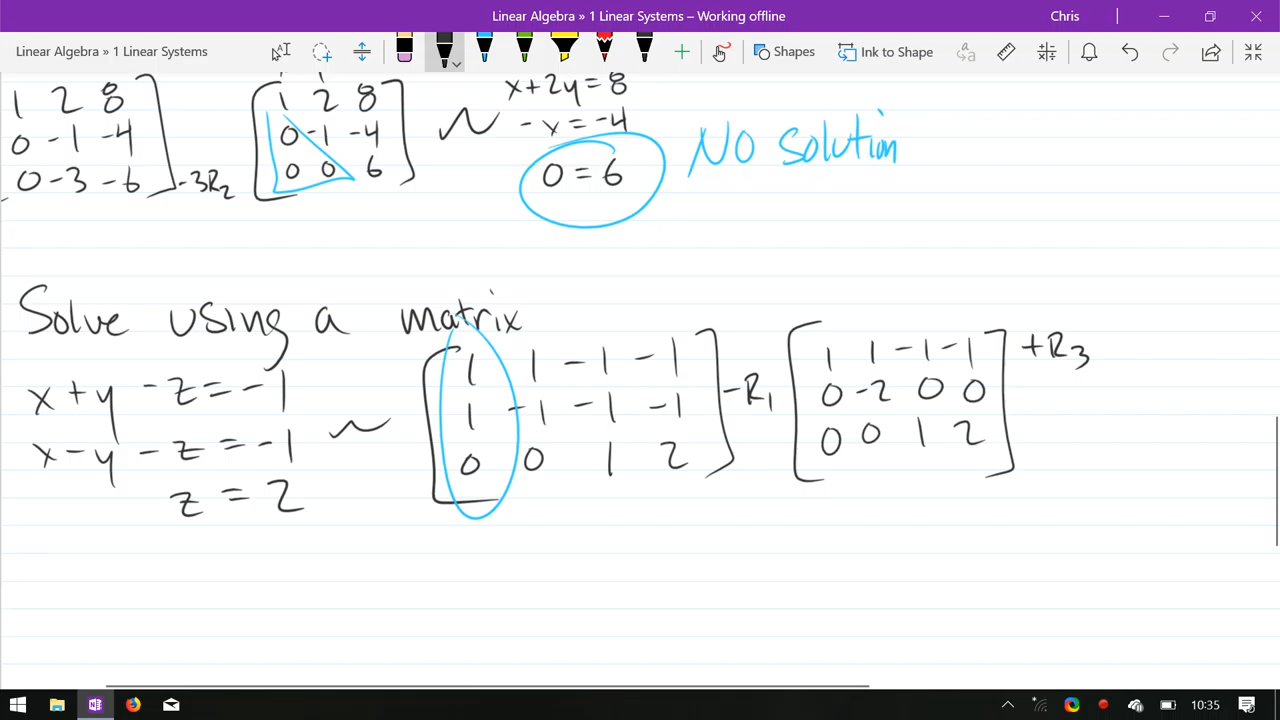 Linear Algebra » 1 Linear Systems – Working offline
Chris
Linear Algebra » 1 Linear Systems
Shapes
Ink to Shape
1 2 8
0 -1 -4
0 -3 -6 -3R2
1 2 8
0 -1 -4
0 0 6
~
x+2y=8
-x=-4
0=6
No solution
Solve using a matrix
x+y-z=-1
x-y-z=-1
z=2
~
1 1 -1 -1
1 -1 -1 -1 -R1
0 0 1 2
1 1 -1 -1 +R3
0 -2 0 0
0 0 1 2
10:35